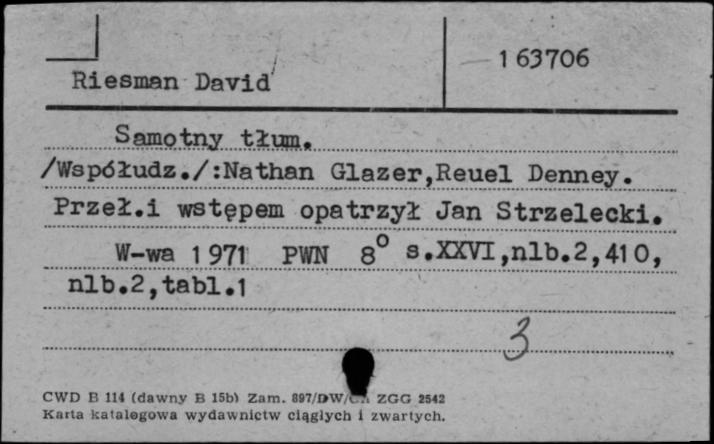 163706
Riesman David
Samotny tłum.
/Współudz./:Nathan Glazer,Reuel Denney.
Przeł.i wstępem opatrzył Jan Strzelecki.
W-wa 1971 PWN 8° s.XXVI,nlb.2,410,
nlb.2,tabl.1
3
CWD B 114 (dawny B 15b) Zam. 897/DW/ ZGG 2542
Karta katalogowa wydawnictw ciągłych i zwartych.